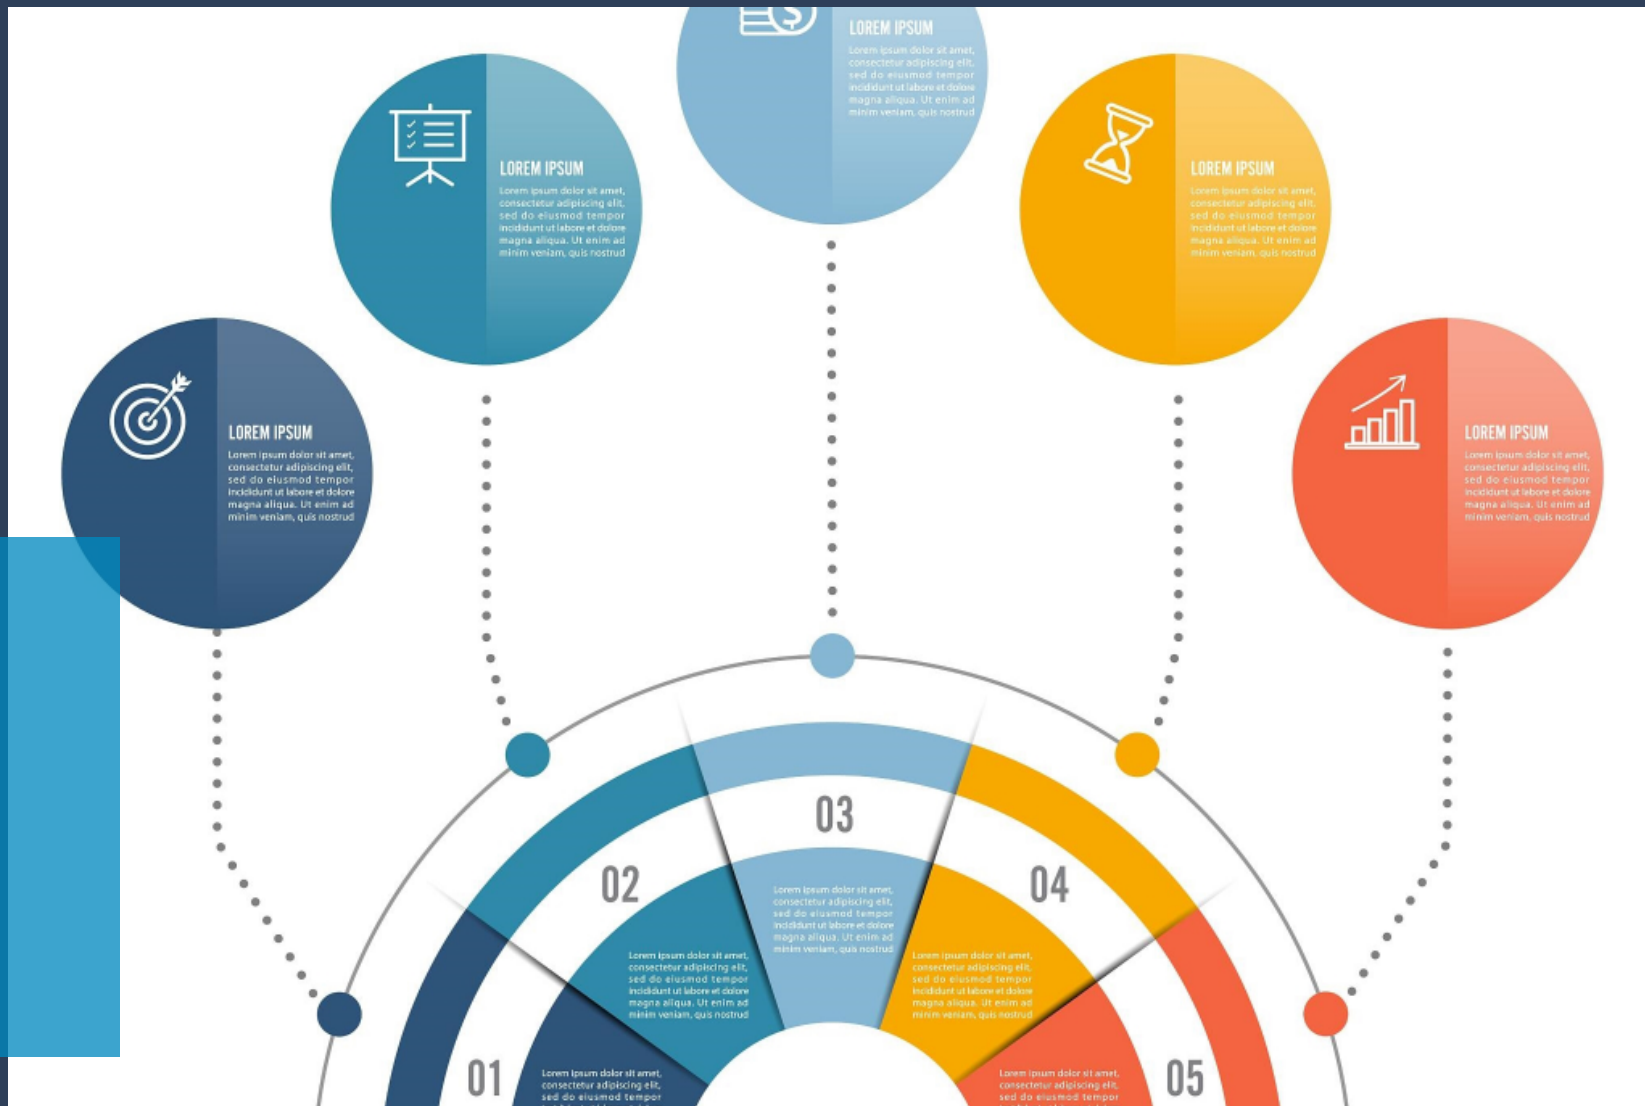 LOREM IPSUM
Lorem ipsum dolor sit amet,
consectetur adipiscing elit,
sed do eiusmod tempor
incididunt ut labore et dolore
magna aliqua. Ut enim ad
minim veniam, quis nostrud
LOREM IPSUM
Lorem ipsum dolor sit amet,
consectetur adipiscing elit,
sed do eiusmod tempor
incididunt ut labore et dolore
magna aliqua. Ut enim ad
minim veniam, quis nostrud
LOREM IPSUM
Lorem ipsum dolor sit amet,
consectetur adipiscing elit,
sed do eiusmod tempor
incididunt ut labore et dolore
magna aliqua. Ut enim ad
minim veniam, quis nostrud
LOREM IPSUM
Lorem ipsum dolor sit amet,
consectetur adipiscing elit,
sed do eiusmod tempor
incididunt ut labore et dolore
magna aliqua. Ut enim ad
minim veniam, quis nostrud
LOREM IPSUM
Lorem ipsum dolor sit amet,
consectetur adipiscing elit,
sed do eiusmod tempor
incididunt ut labore et dolore
magna aliqua. Ut enim ad
minim veniam, quis nostrud
03
Lorem ipsum dolor sit amet,
consectetur adipiscing elit,
sed do eiusmod tempor
incididunt ut labore et dolore
magna aliqua. Ut enim ad
minim veniam, quis nostrud
02
Lorem ipsum dolor sit amet,
consectetur adipiscing elit,
sed do eiusmod tempor
incididunt ut labore et dolore
magna aliqua. Ut enim ad
minim veniam, quis nostrud
04
Lorem ipsum dolor sit amet,
consectetur adipiscing elit,
sed do eiusmod tempor
incididunt ut labore et dolore
magna aliqua. Ut enim ad
minim veniam, quis nostrud
01
Lorem ipsum dolor sit amet,
consectetur adipiscing elit,
sed do eiusmod tempor
05
Lorem ipsum dolor sit amet,
consectetur adipiscing elit,
sed do eiusmod tempor